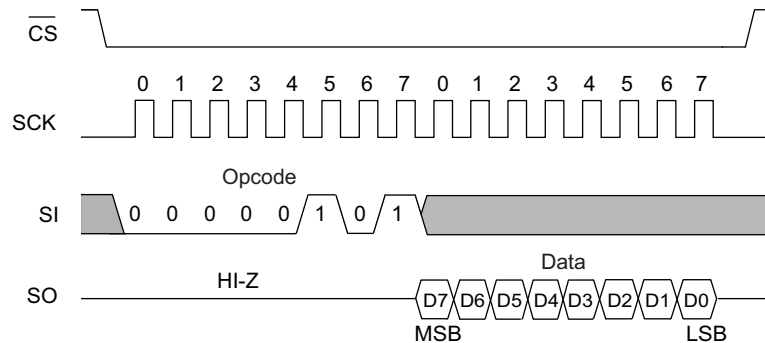 CS
0 1 2 3 4 5 6 7 0 1 2 3 4 5 6 7
SCK
Opcode
SI 0 0 0 0 0 1 0 1
Data
HI-Z
SO D7 D6 D5 D4 D3 D2 D1 D0
MSB LSB